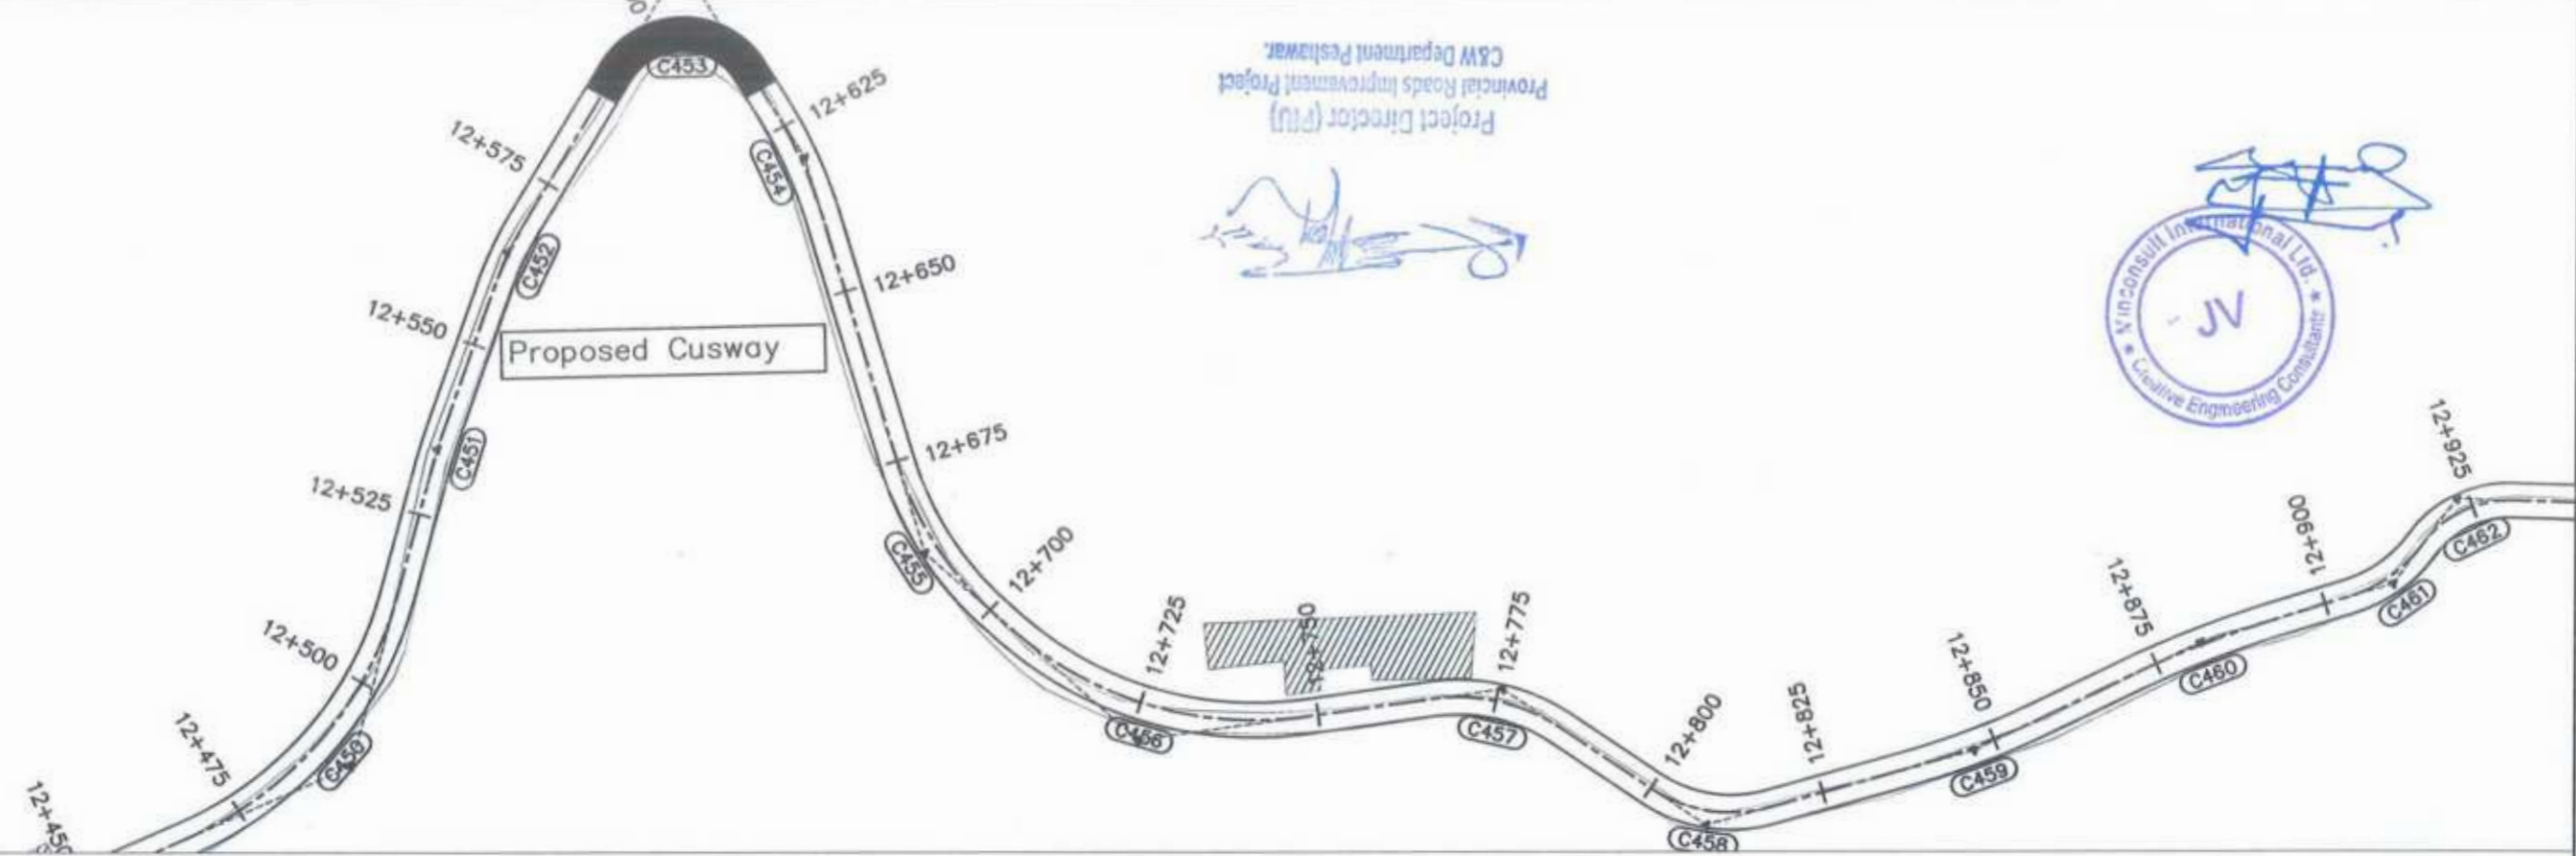 C453
12+625
12+575
C454
C452
12+650
12+550
Proposed Cusway
12+675
C451
12+525
C455
12+700
12+500
12+725
12+750
12+775
C456
C457
12+475
C450
12+450
12+800
C458
12+825
12+850
C459
12+875
C460
12+900
C461
12+925
C462
Project Director (PIU)
Provincial Roads Improvement Project
C&W Department Peshawar.
International Ltd.
JV
Creative Engineering Consultants